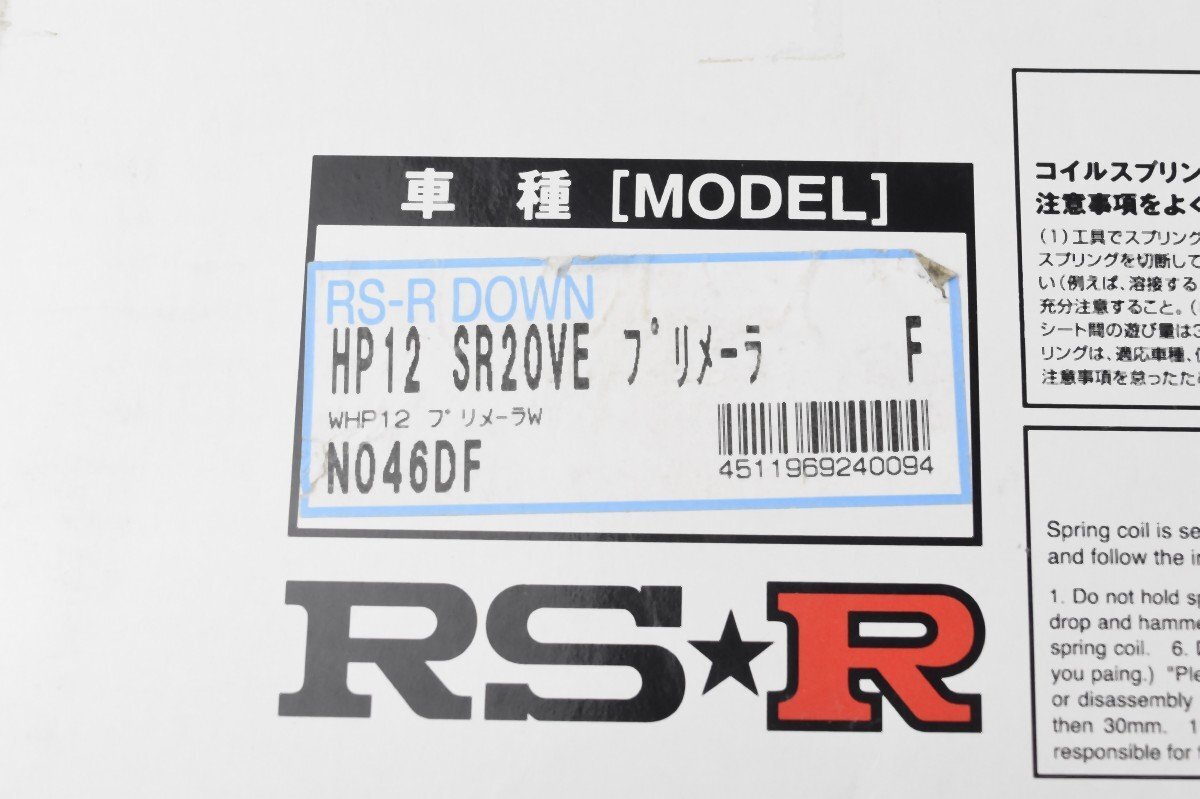 車 種 [MODEL]
RS-R DOWN
HP12 SR20VE プリメーラ F
WHP12 プリメーラW
N046DF
4511969240094
RS★R
コイルスプリン
注意事項をよく
(1)工具でスプリング
スプリングを切断して
い(例えば、溶接する
充分注意すること。(
シート間の遊び量は3
リングは、適応車種、
注意事項を怠ったた
Spring coil is se
and follow the in
1. Do not hold sp
drop and hamme
spring coil. 6. D
you paing.) "Ple
or disassembly
then 30mm. 1
responsible for